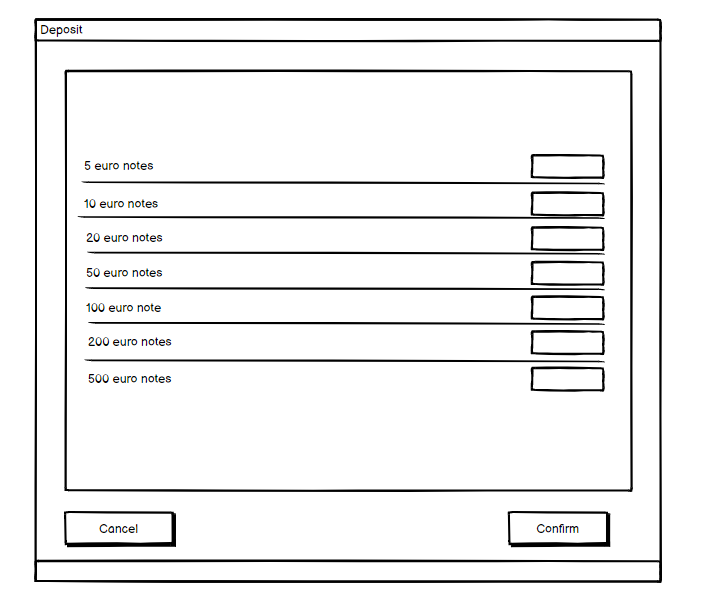 Deposit
5 euro notes
10 euro notes
20 euro notes
50 euro notes
100 euro note
200 euro notes
500 euro notes
Cancel
Confirm